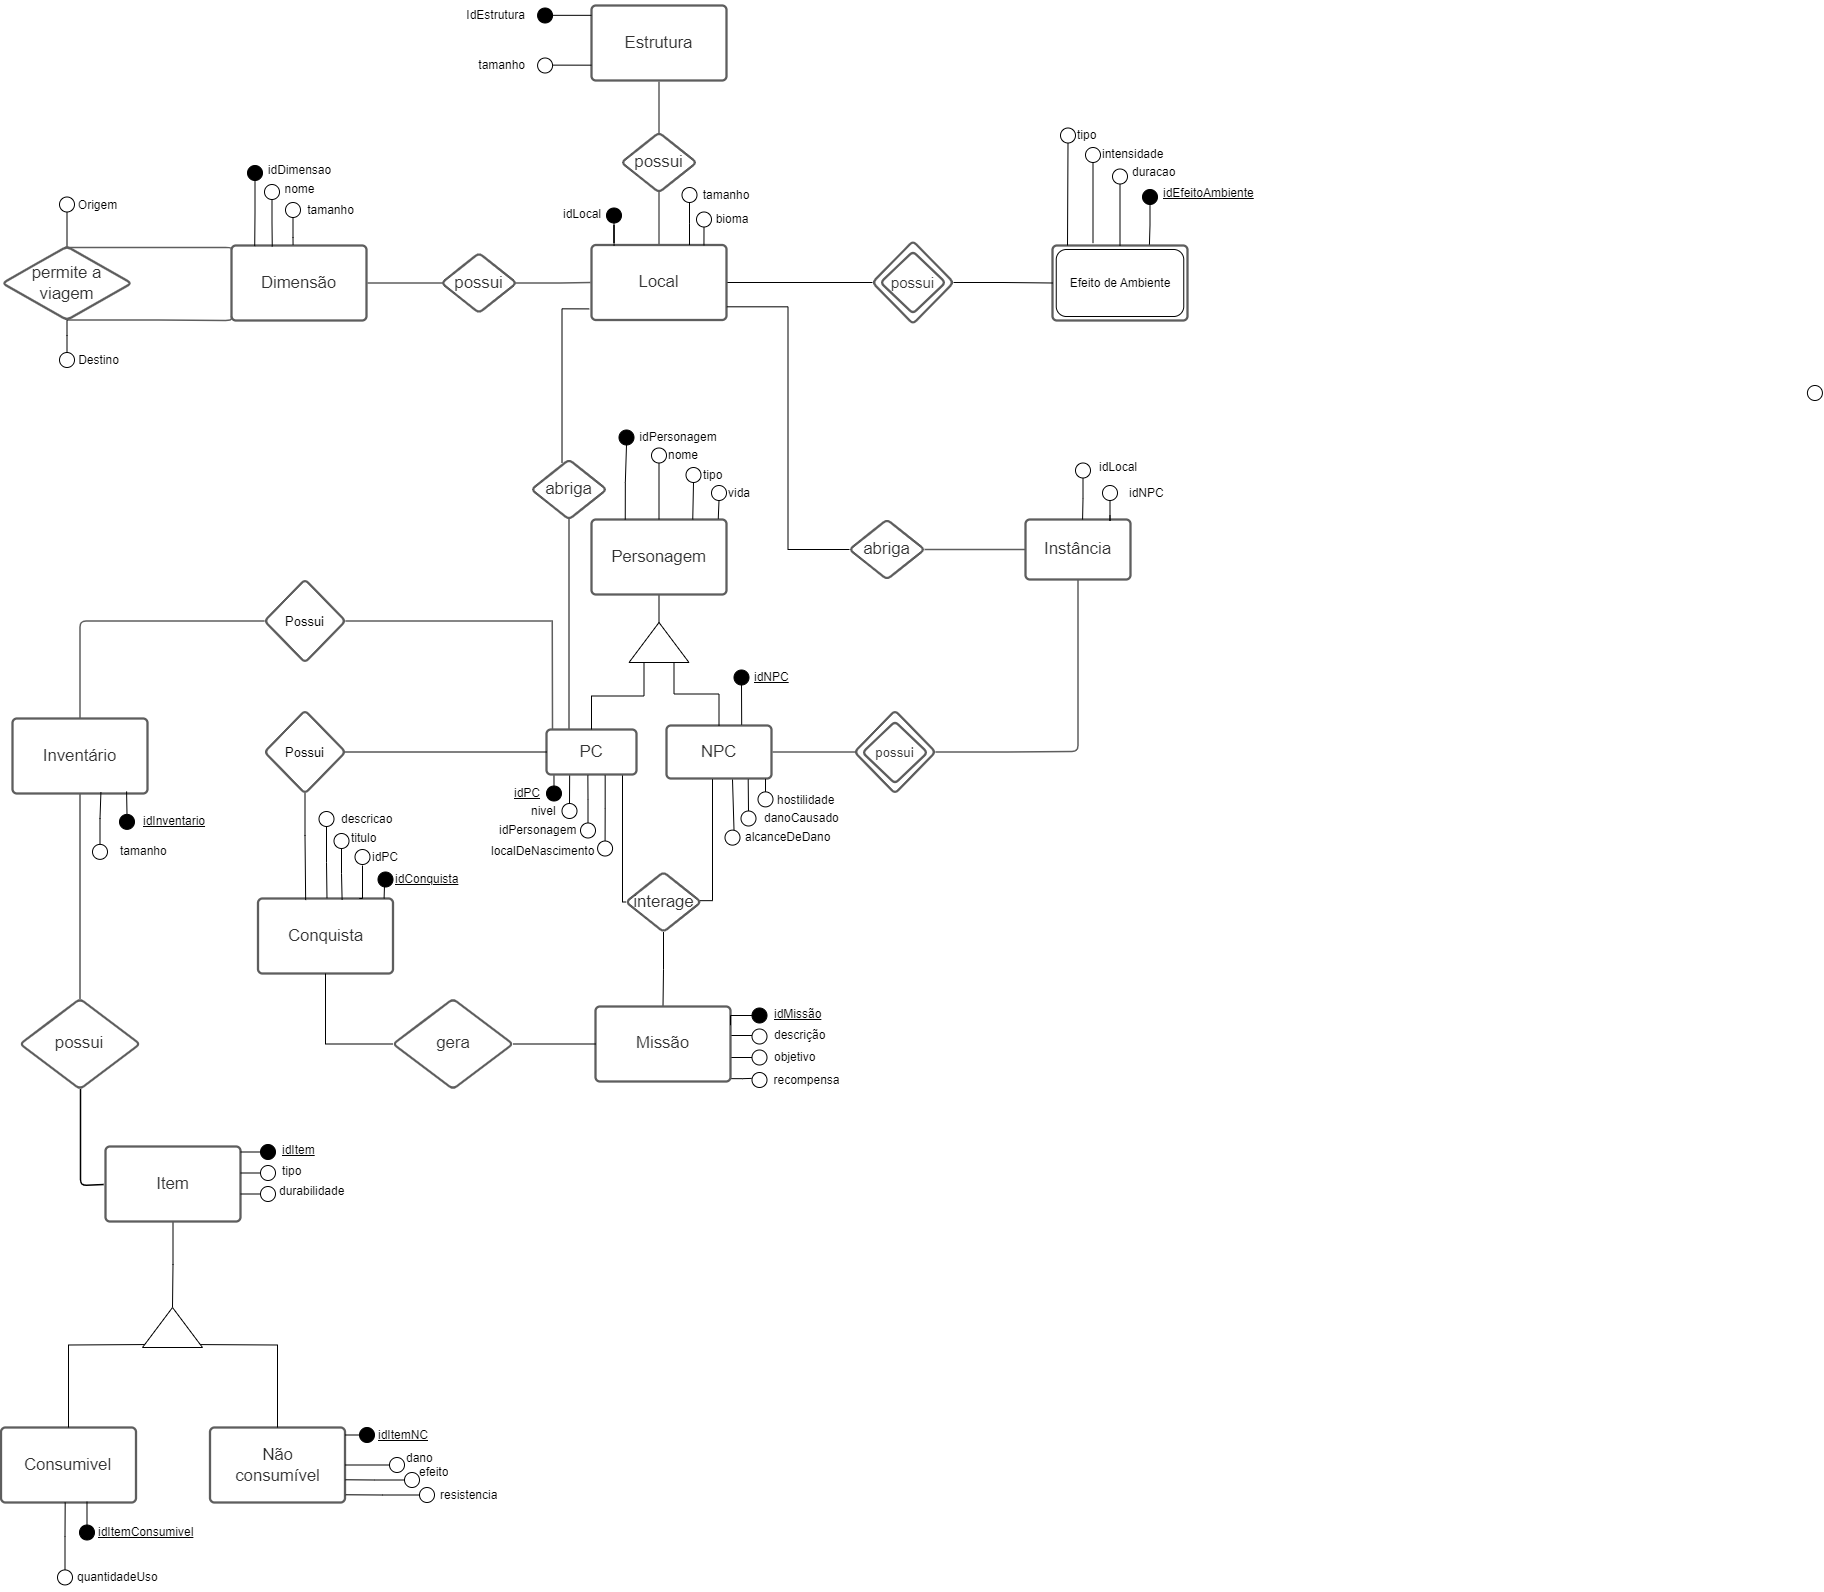 IdEstrutura
Estrutura
tamanho
possui
tipo
intensidade
duracao
idEfeitoAmbiente
idDimensao
nome
tamanho
Origem
tamanho
idLocal
bioma
permite a
viagem
Dimensão
possui
Local
possui
Efeito de Ambiente
Destino
idPersonagem
nome
tipo
vida
idLocal
idNPC
abriga
Personagem
abriga
Instância
Possui
idNPC
Inventário
Possui
PC
NPC
possui
idPC
nivel
idPersonagem
localDeNascimento
hostilidade
danoCausado
alcanceDeDano
idInventario
tamanho
descricao
titulo
idPC
idConquista
interage
Conquista
possui
gera
Missão
idMissão
descrição
objetivo
recompensa
Item
idItem
tipo
durabilidade
Consumivel
Não
consumível
idItemNC
dano
efeito
resistencia
idItemConsumivel
quantidadeUso